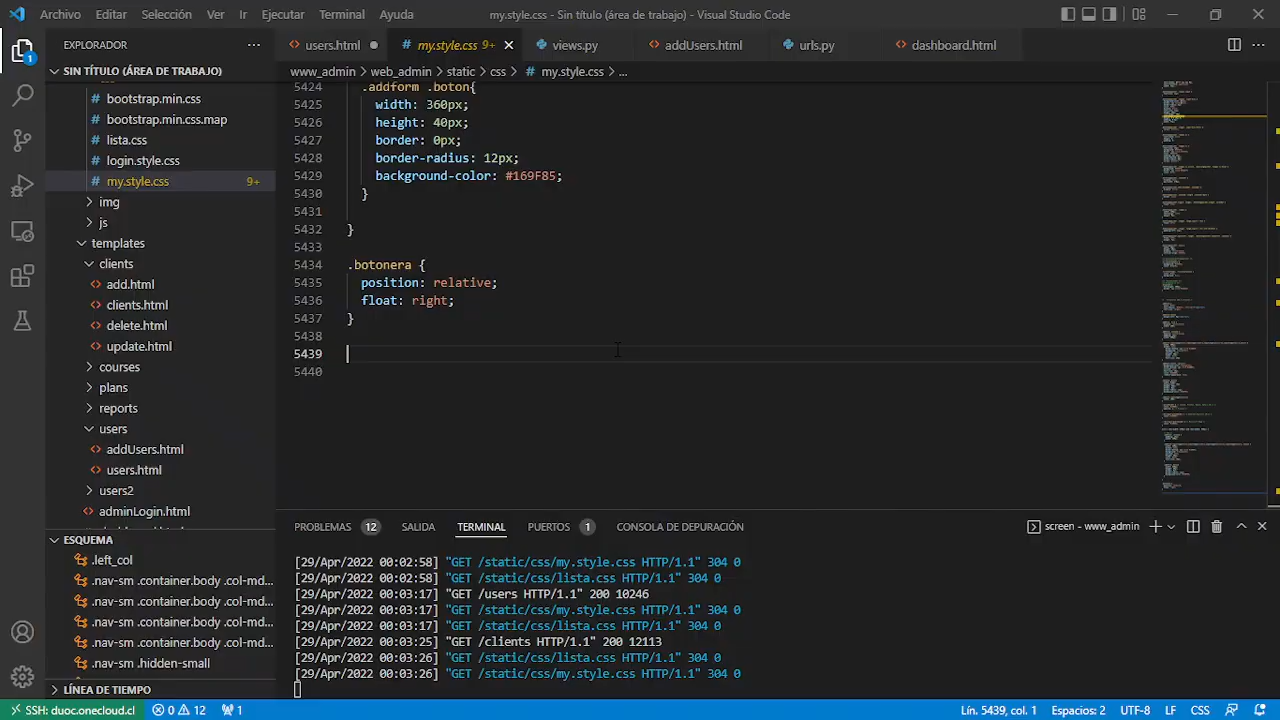 Archivo Editar Selección Ver Ir Ejecutar Terminal Ayuda
my.style.css - Sin título (área de trabajo) - Visual Studio Code
EXPLORADOR
users.html
my.style.css 9+
views.py
addUsers.html
urls.py
dashboard.html
1
SIN TÍTULO (ÁREA DE TRABAJO)
www_admin > web_admin > static > css > # my.style.css > ...
bootstrap.min.css
bootstrap.min.css.map
lista.css
login.style.css
my.style.css 9+
img
js
templates
clients
add.html
clients.html
delete.html
update.html
courses
plans
reports
users
addUsers.html
users.html
users2
adminLogin.html
5424 .addform .boton{
5425 width: 360px;
5426 height: 40px;
5427 border: 0px;
5428 border-radius: 12px;
5429 background-color: #189F85;
5430 }
5431
5432 }
5433
5434 .botonera {
5435 position: relative;
5436 float: right;
5437 }
5438
5439
5440
ESQUEMA
.left_col
.nav-sm .container.body .col-md...
.nav-sm .container.body .col-md...
.nav-sm .container.body .col-md...
.nav-sm .hidden-small
LÍNEA DE TIEMPO
PROBLEMAS 12 SALIDA TERMINAL PUERTOS 1 CONSOLA DE DEPURACIÓN
screen - www_admin
[29/Apr/2022 00:02:58] "GET /static/css/my.style.css HTTP/1.1" 304 0
[29/Apr/2022 00:02:58] "GET /static/css/lista.css HTTP/1.1" 304 0
[29/Apr/2022 00:03:17] "GET /users HTTP/1.1" 200 10246
[29/Apr/2022 00:03:17] "GET /static/css/my.style.css HTTP/1.1" 304 0
[29/Apr/2022 00:03:17] "GET /static/css/lista.css HTTP/1.1" 304 0
[29/Apr/2022 00:03:25] "GET /clients HTTP/1.1" 200 12113
[29/Apr/2022 00:03:26] "GET /static/css/lista.css HTTP/1.1" 304 0
[29/Apr/2022 00:03:26] "GET /static/css/my.style.css HTTP/1.1" 304 0
SSH: duoc.onecloud.cl 0 12 1
Lín. 5439, col. 1 Espacios: 2 UTF-8 LF CSS